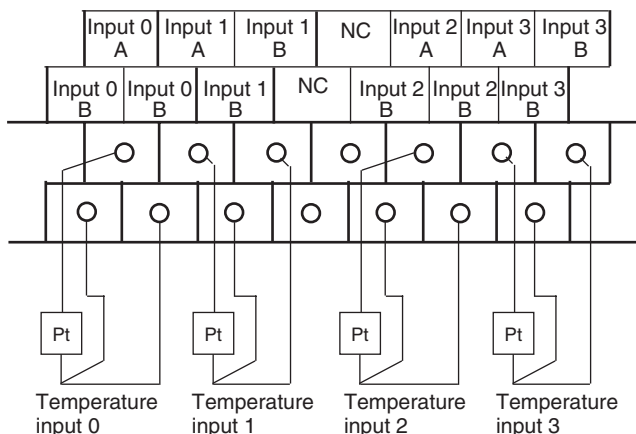 Input 0 Input 1 Input 1 NC Input 2 Input 3 Input 3
A A B A A B
Input 0 Input 0 Input 1 NC Input 2 Input 2 Input 3
B B B B B B
Pt Pt Pt Pt
Temperature Temperature Temperature Temperature
input 0 input 1 input 2 input 3